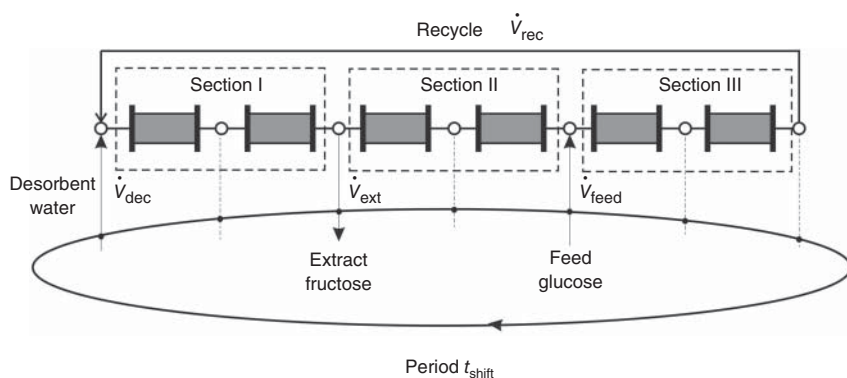 Recycle V̇rec
Section I
Section II
Section III
Desorbent
water
V̇dec
V̇ext
V̇feed
Extract
fructose
Feed
glucose
Period tshift